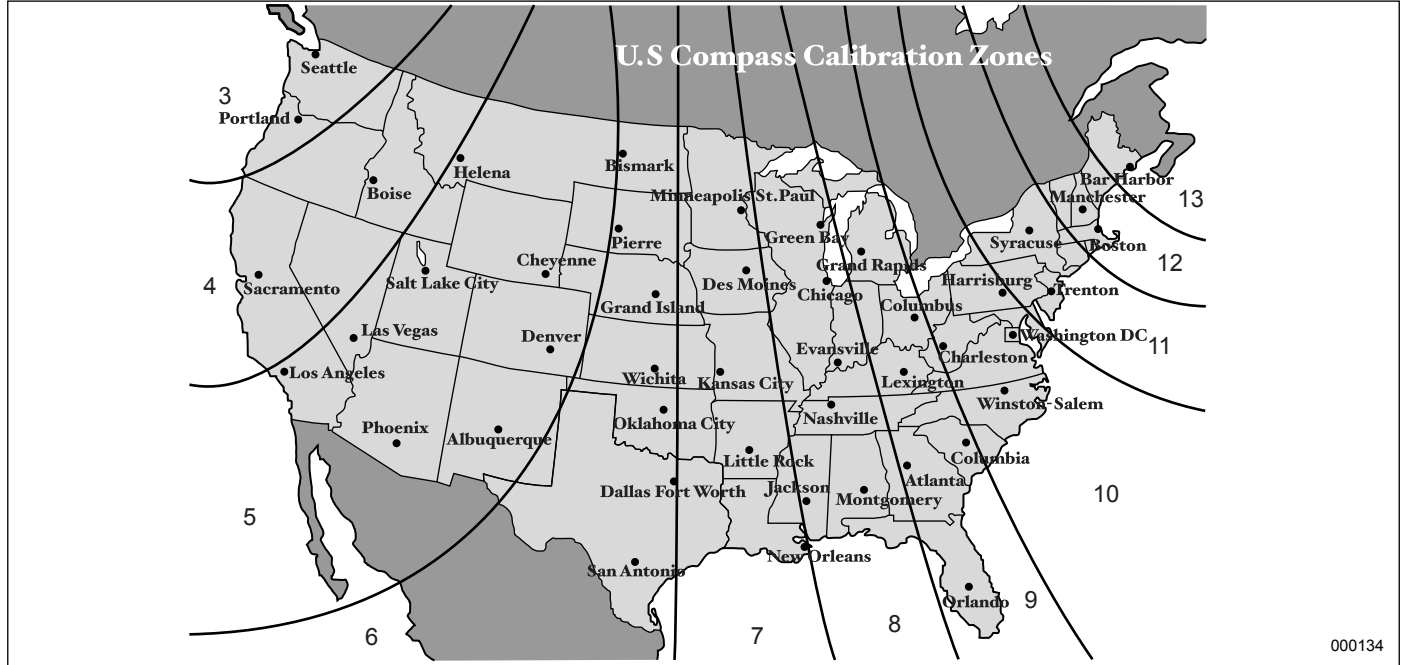 U.S Compass Calibration Zones
Seattle
3
Portland
Helena
Bismark
Boise
Minneapolis St.Paul
Bar Harbor
Manchester
13
Pierre
Green Bay
Syracuse
Boston
Cheyenne
Grand Rapids
12
4
Sacramento
Salt Lake City
Des Moines
Chicago
Harrisburg
Trenton
Grand Island
Columbus
Las Vegas
Denver
Washington DC
11
Evansville
Charleston
Los Angeles
Wichita
Kansas City
Lexington
Winston-Salem
Phoenix
Albuquerque
Oklahoma City
Nashville
Little Rock
Columbia
Dallas Fort Worth
Jackson
Atlanta
Montgomery
10
5
New Orleans
San Antonio
Orlando
9
6
7
8
000134